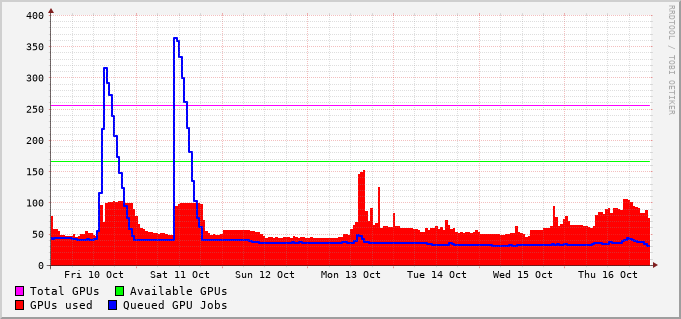 400
350
300
250
200
150
100
50
0
Fri 10 Oct Sat 11 Oct Sun 12 Oct Mon 13 Oct Tue 14 Oct Wed 15 Oct Thu 16 Oct
Total GPUs Available GPUs
GPUs used Queued GPU Jobs
RRDTOOL / TOBI OETIKER